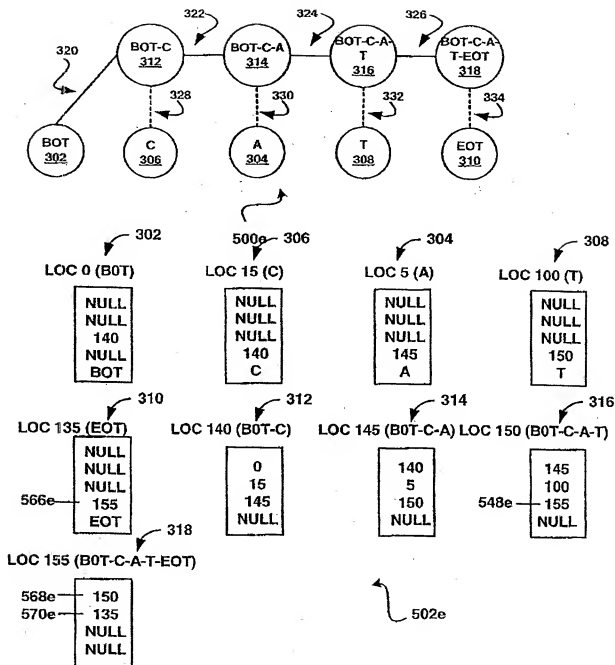 320
322
324
326
BOT-C
312
BOT-C-A
314
BOT-C-A-
T
316
BOT-C-A-
T-EOT
318
328
330
332
334
BOT
302
C
306
A
304
T
308
EOT
310
500e
302
LOC 0 (B0T)
NULL
NULL
140
NULL
BOT
306
LOC 15 (C)
NULL
NULL
NULL
140
C
304
LOC 5 (A)
NULL
NULL
NULL
145
A
308
LOC 100 (T)
NULL
NULL
NULL
150
T
310
LOC 135 (EOT)
NULL
NULL
NULL
566e
155
EOT
312
LOC 140 (B0T-C)
0
15
145
NULL
314
LOC 145 (B0T-C-A)
140
5
150
NULL
316
LOC 150 (B0T-C-A-T)
145
100
548e
155
NULL
318
LOC 155 (B0T-C-A-T-EOT)
568e
150
570e
135
NULL
NULL
502e